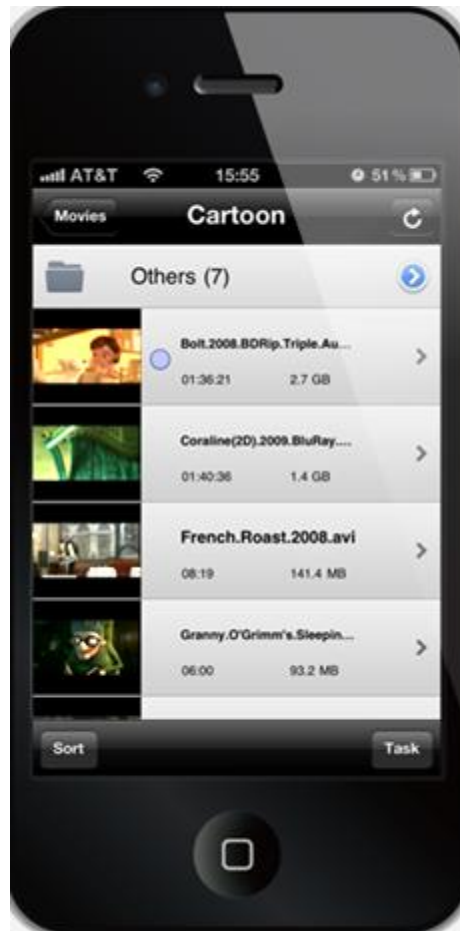 AT&T 15:55 51%
Movies Cartoon
Others (7)
Bolt.2008.BDRip.Triple.Au...
01:36:21 2.7 GB
Coraline(2D).2009.BluRay....
01:40:36 1.4 GB
French.Roast.2008.avi
08:19 141.4 MB
Granny.O'Grimm's.Sleepin...
06:00 93.2 MB
Sort Task